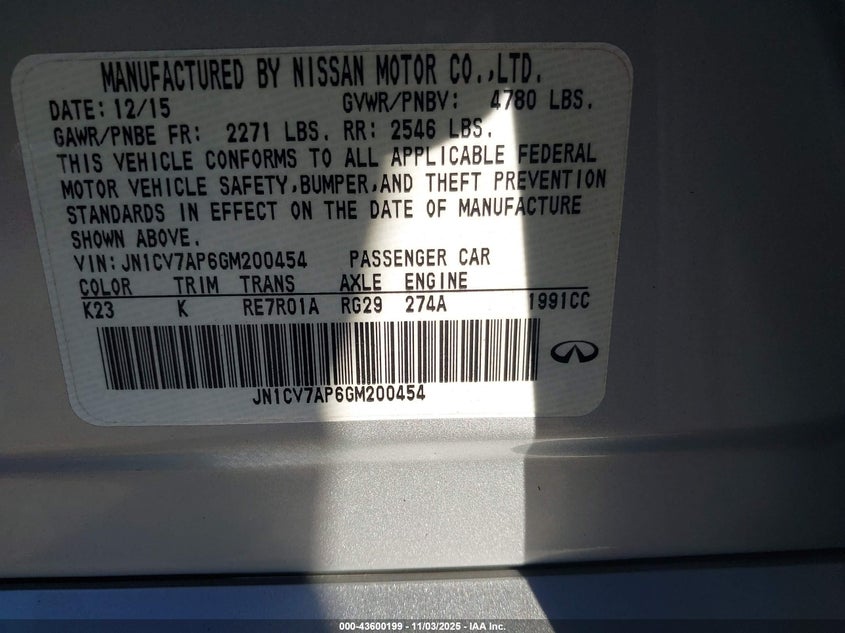 MANUFACTURED BY NISSAN MOTOR CO.,LTD.
DATE: 12/15 GVWR/PNBV: 4780 LBS.
GAWR/PNBE FR: 2271 LBS. RR: 2546 LBS.
THIS VEHICLE CONFORMS TO ALL APPLICABLE FEDERAL
MOTOR VEHICLE SAFETY,BUMPER,AND THEFT PREVENTION
STANDARDS IN EFFECT ON THE DATE OF MANUFACTURE
SHOWN ABOVE.
VIN: JN1CV7AP6GM200454 PASSENGER CAR
COLOR TRIM TRANS AXLE ENGINE
K23 K RE7R01A RG29 274A 1991CC
JN1CV7AP6GM200454
000-43600199 - 11/03/2025 - IAA Inc.